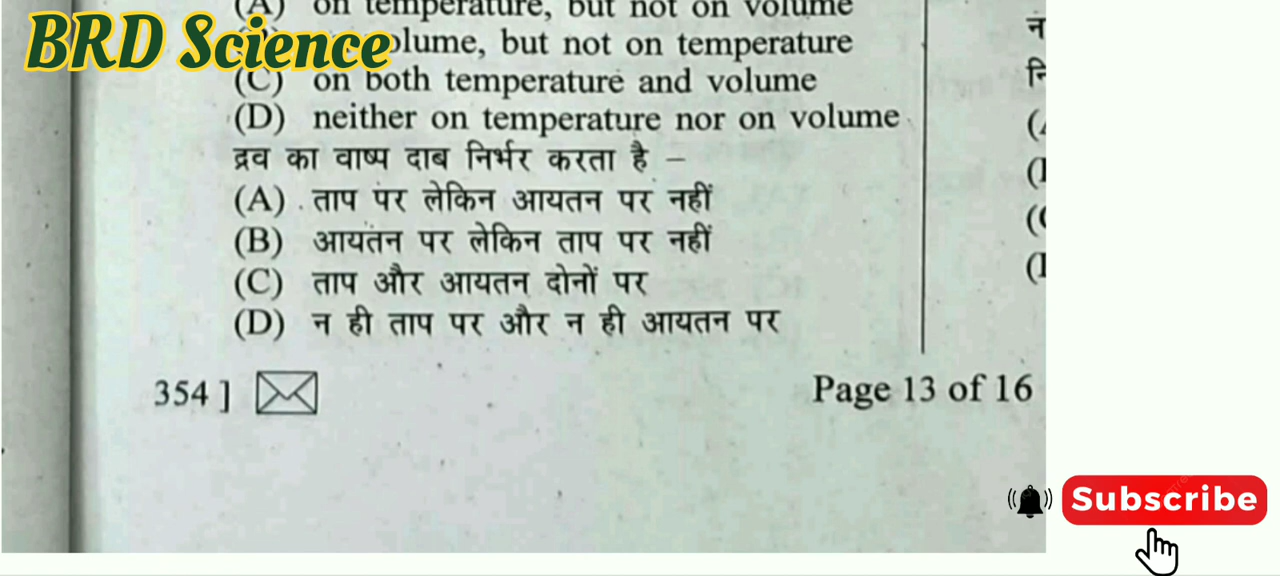 (A) on temperature, but not on volume
BRD Science
volume, but not on temperature
(C) on both temperature and volume
(D) neither on temperature nor on volume
द्रव का वाष्प दाब निर्भर करता है –
(A) ताप पर लेकिन आयतन पर नहीं
(B) आयतन पर लेकिन ताप पर नहीं
(C) ताप और आयतन दोनों पर
(D) न ही ताप पर और न ही आयतन पर
354 ]
Page 13 of 16
Subscribe